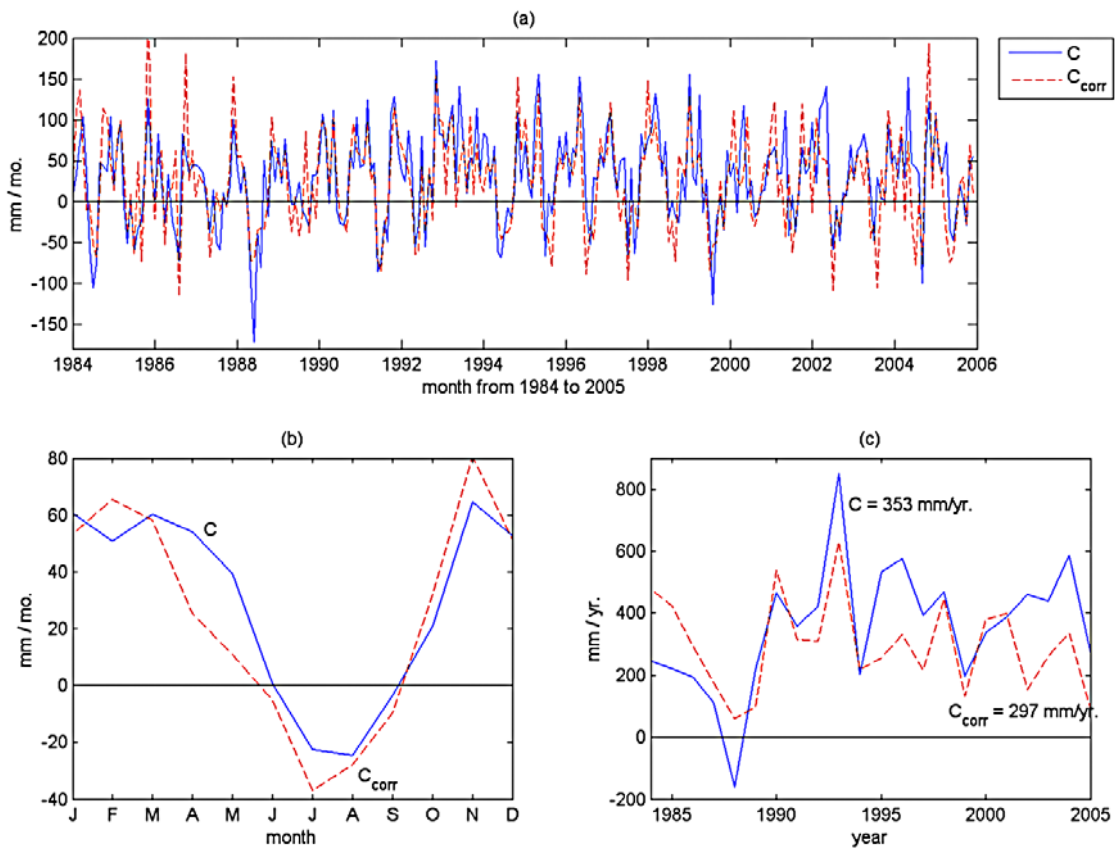 (a)
200
150
100
50
0
-50
-100
-150
mm / mo.
1984 1986 1988 1990 1992 1994 1996 1998 2000 2002 2004 2006
month from 1984 to 2005
C
Ccorr
(b)
80
60
40
20
0
-20
-40
mm / mo.
C
Ccorr
J F M A M J J A S O N D
month
(c)
800
600
400
200
0
-200
mm / yr.
C = 353 mm/yr.
Ccorr = 297 mm/yr.
1985 1990 1995 2000 2005
year